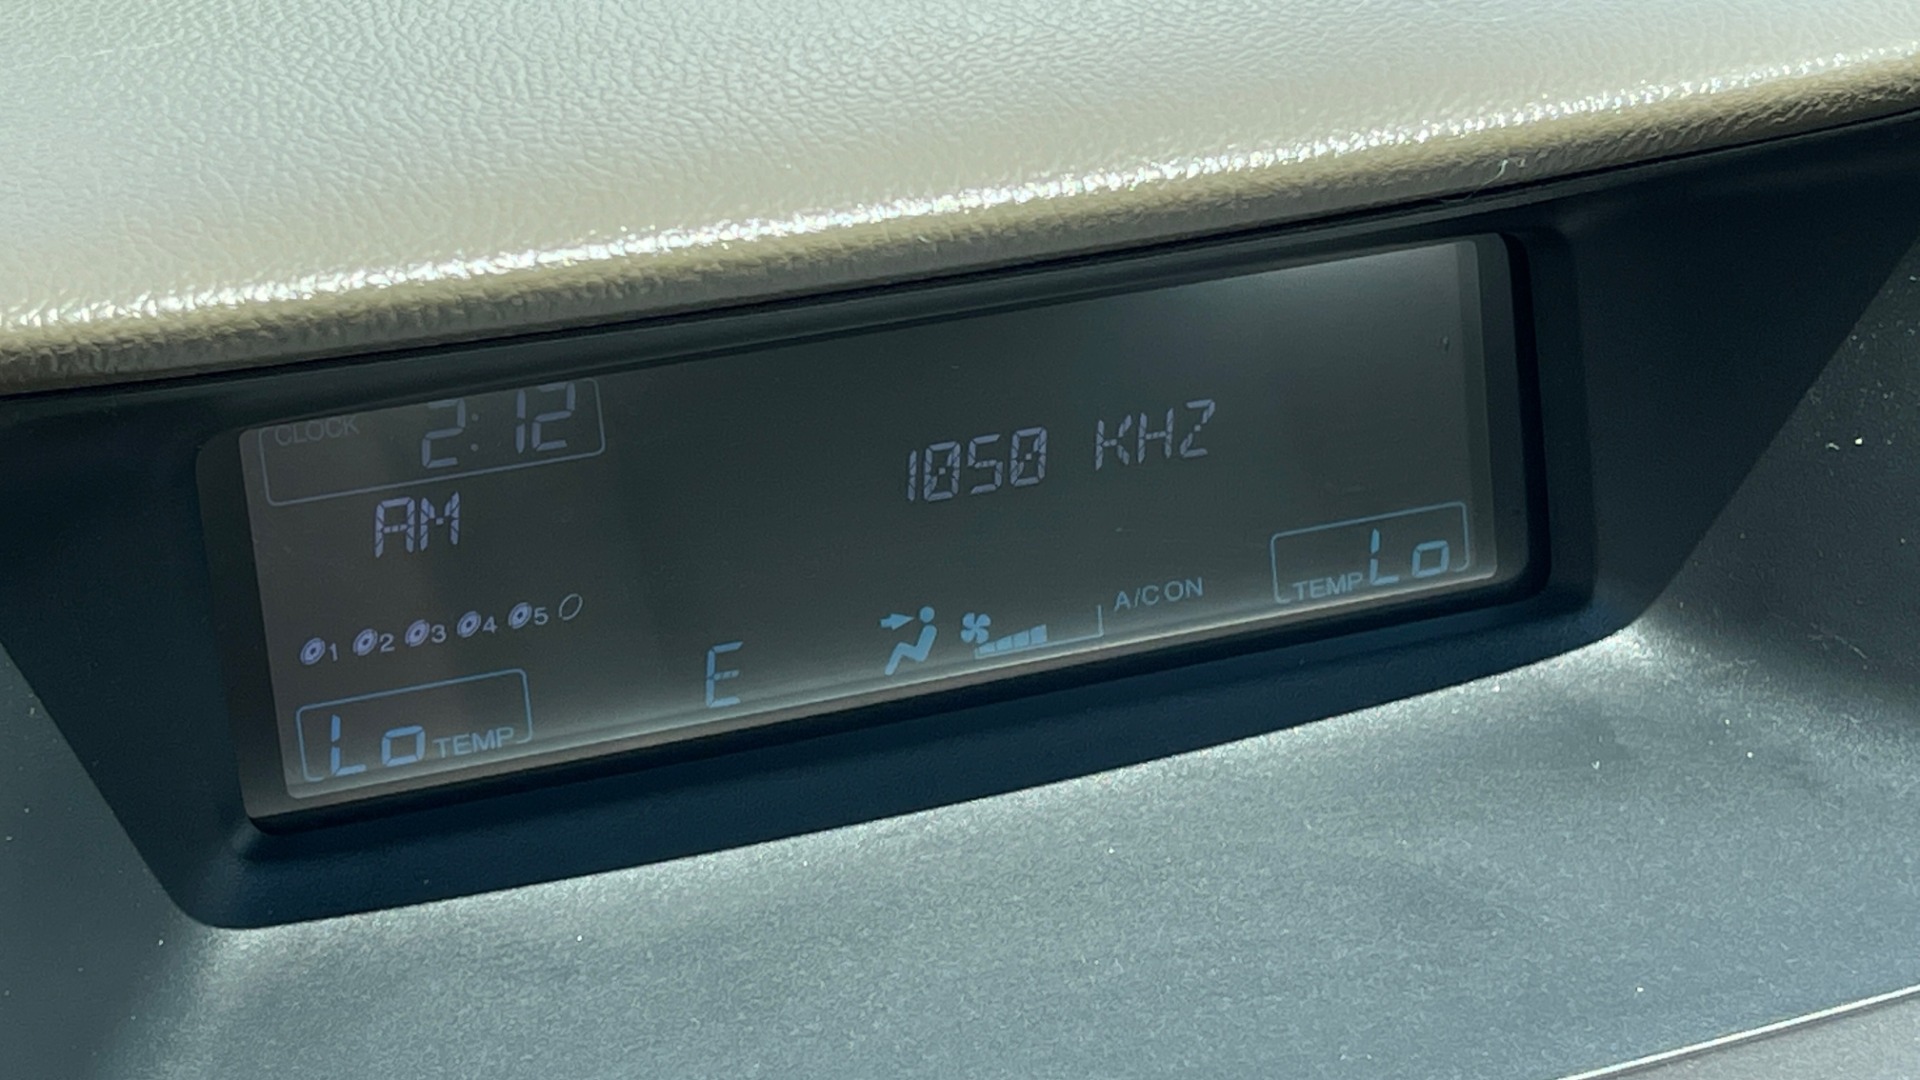 CLOCK 2:12
AM
1050 KHZ
1 2 3 4 5
Lo TEMP
E
A/C ON
TEMP Lo